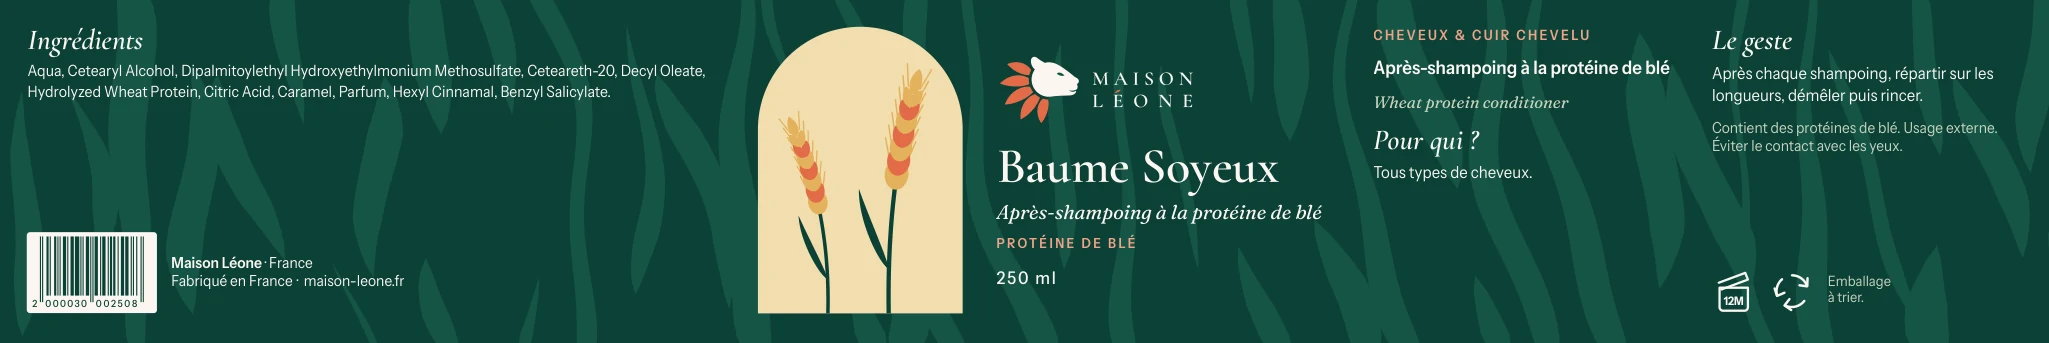 Ingrédients
Aqua, Cetearyl Alcohol, Dipalmitoylethyl Hydroxyethylmonium Methosulfate, Ceteareth-20, Decyl Oleate,
Hydrolyzed Wheat Protein, Citric Acid, Caramel, Parfum, Hexyl Cinnamal, Benzyl Salicylate.
2 000030 002508
Maison Léone · France
Fabriqué en France · maison-leone.fr
MAISON
LÉONE
Baume Soyeux
Après-shampoing à la protéine de blé
PROTÉINE DE BLÉ
250 ml
CHEVEUX & CUIR CHEVELU
Après-shampoing à la protéine de blé
Wheat protein conditioner
Pour qui ?
Tous types de cheveux.
Le geste
Après chaque shampoing, répartir sur les
longueurs, démêler puis rincer.
Contient des protéines de blé. Usage externe.
Éviter le contact avec les yeux.
12M
Emballage
à trier.